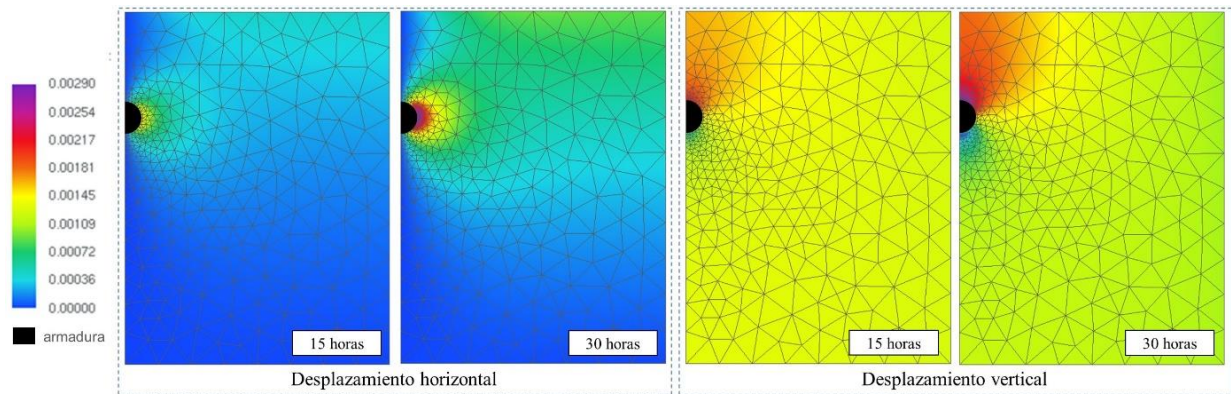 0.00290
0.00254
0.00217
0.00181
0.00145
0.00109
0.00072
0.00036
0.00000
armadura
15 horas
30 horas
15 horas
30 horas
Desplazamiento horizontal
Desplazamiento vertical